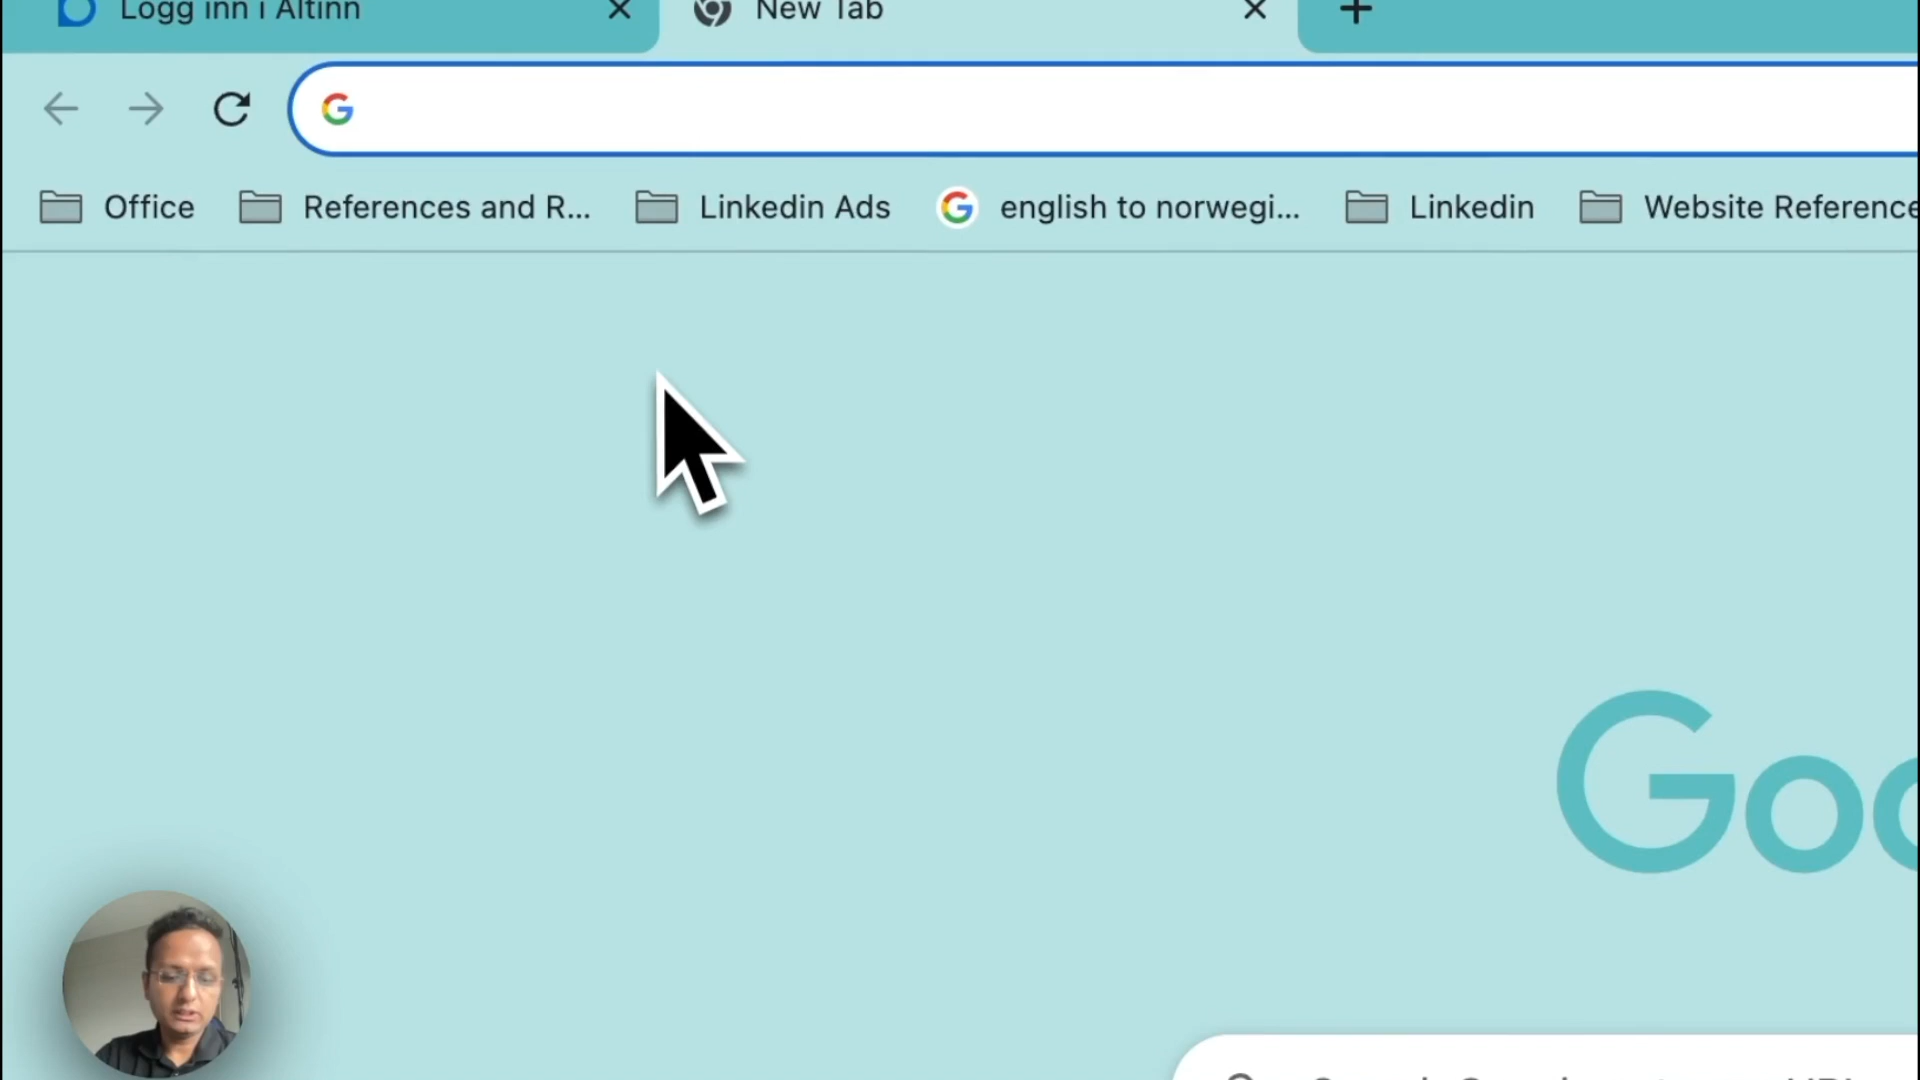 Logg inn i Altinn
New Tab
Office
References and R...
Linkedin Ads
english to norwegi...
Linkedin
Website Reference
Goo